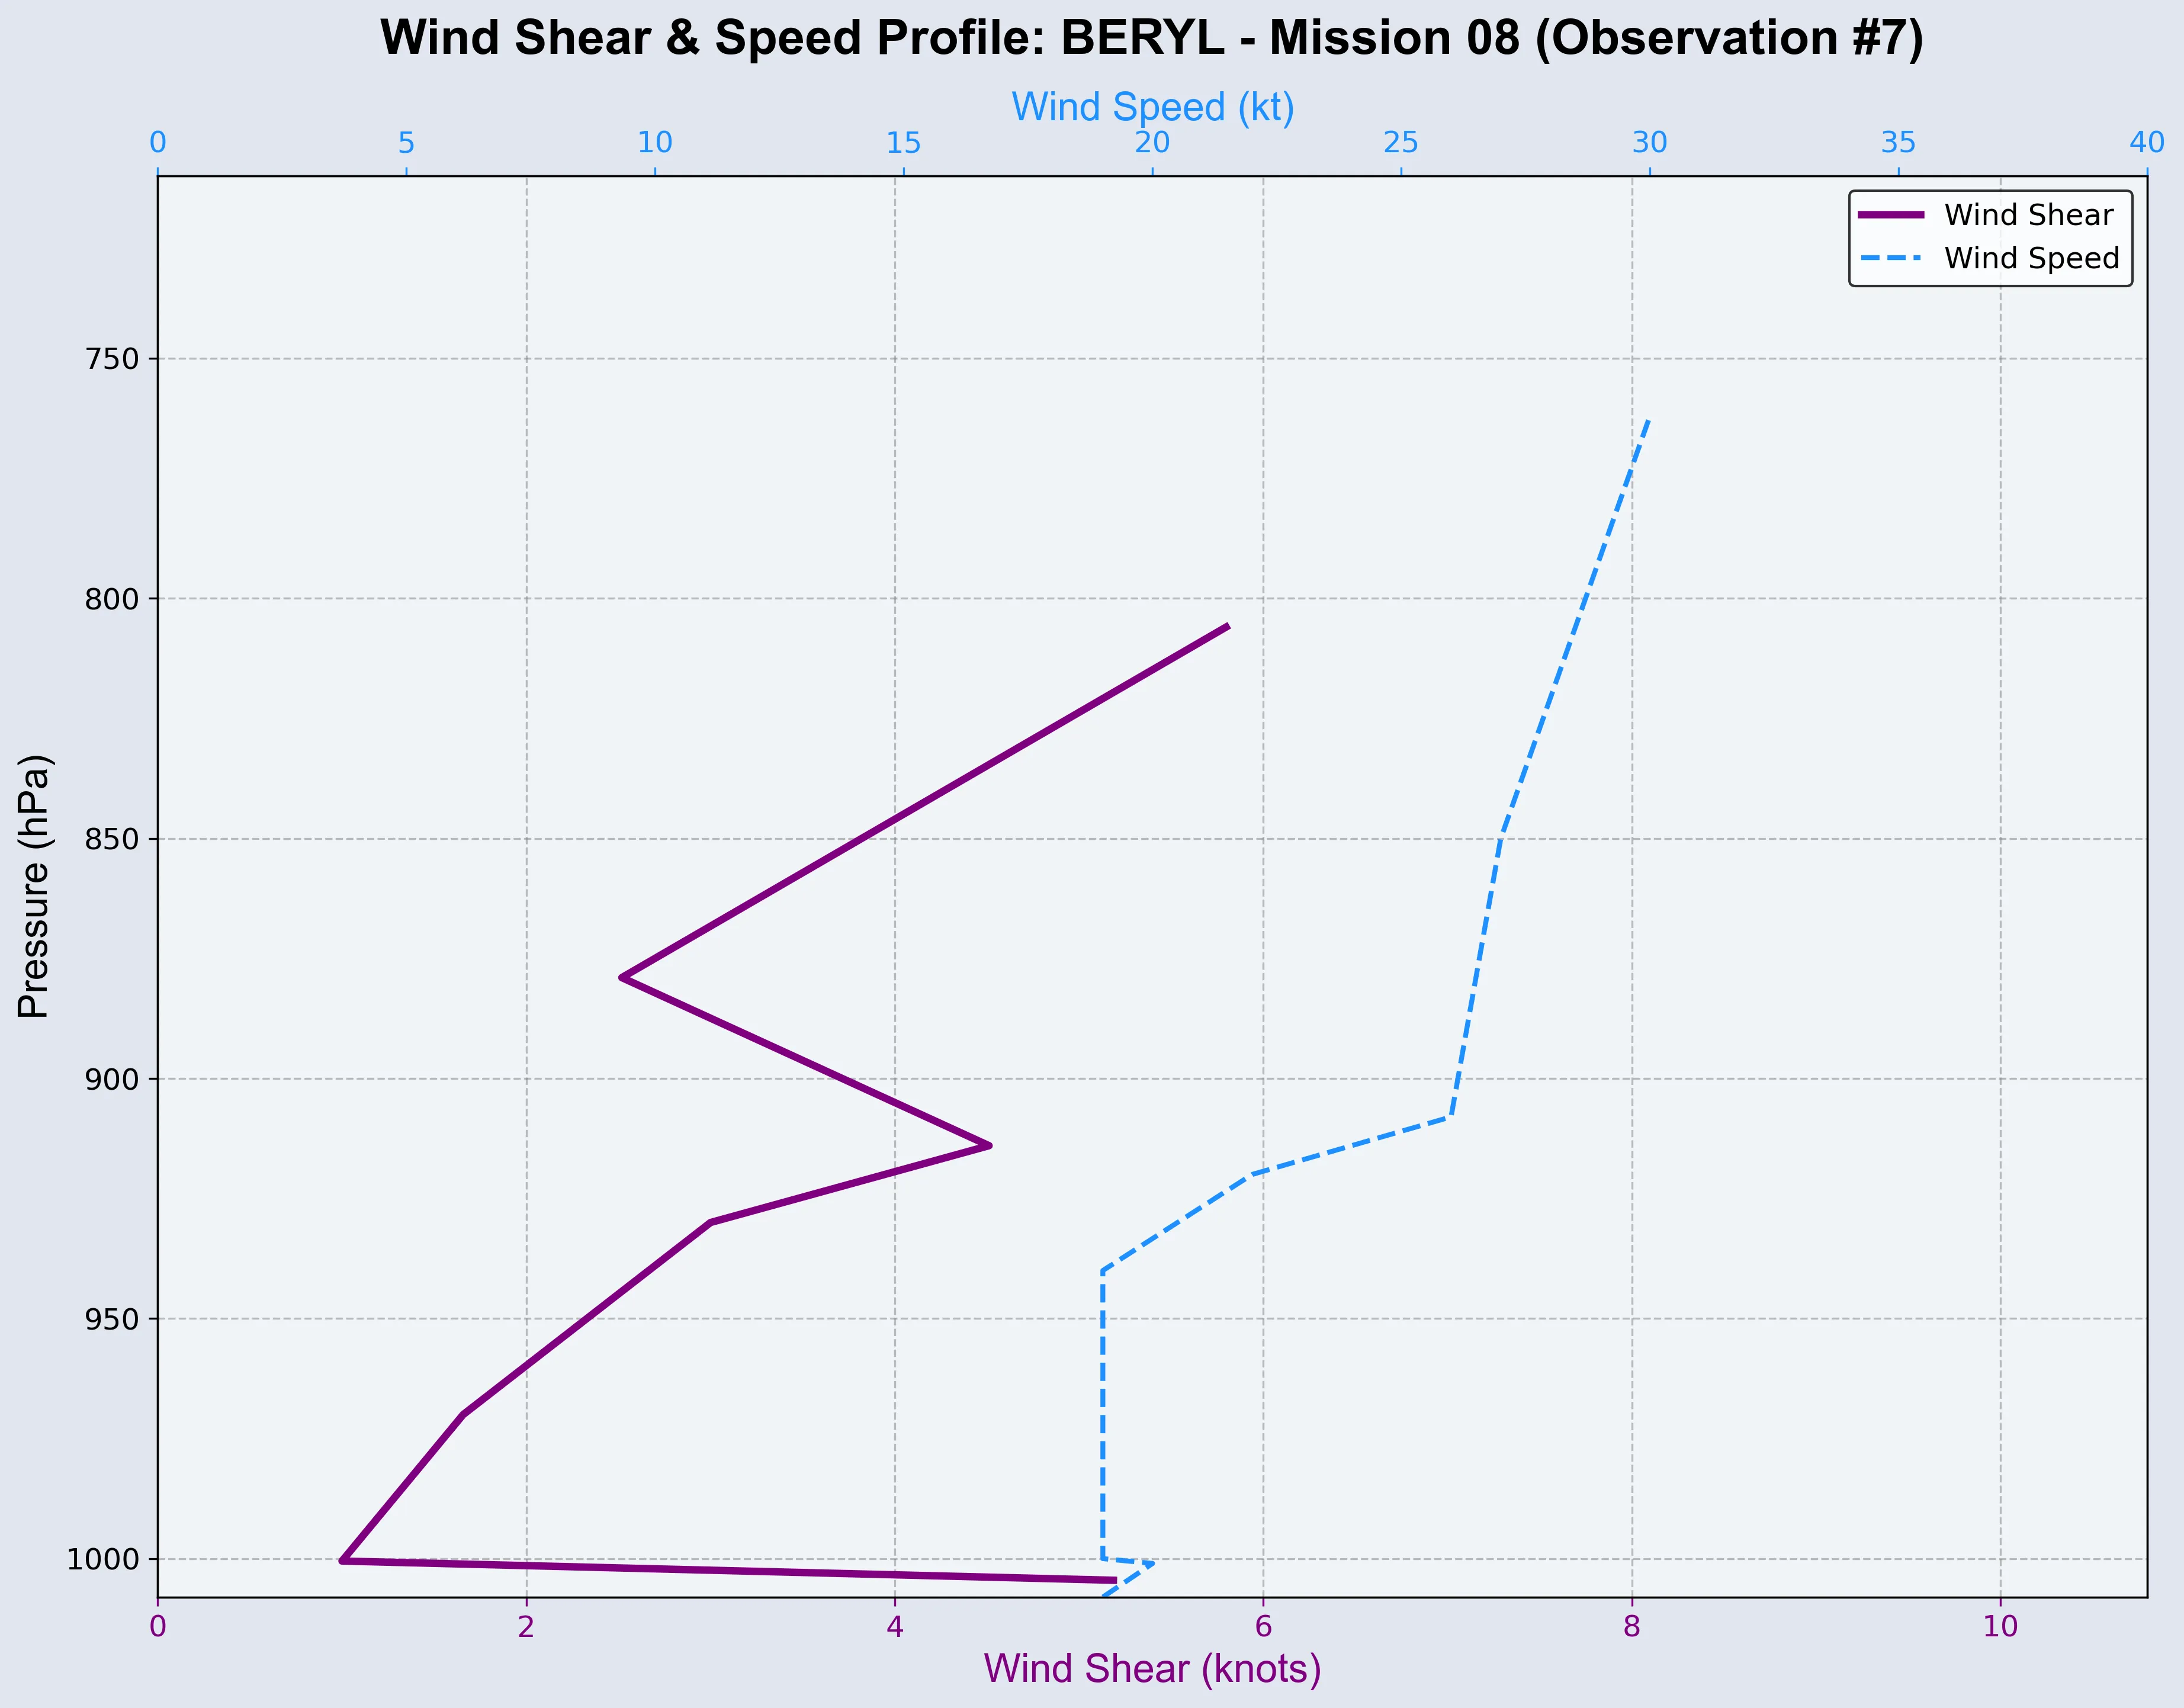 Wind Shear & Speed Profile: BERYL - Mission 08 (Observation #7)
Wind Speed (kt)
0 5 10 15 20 25 30 35 40
Wind Shear
Wind Speed
Pressure (hPa)
750
800
850
900
950
1000
0 2 4 6 8 10
Wind Shear (knots)